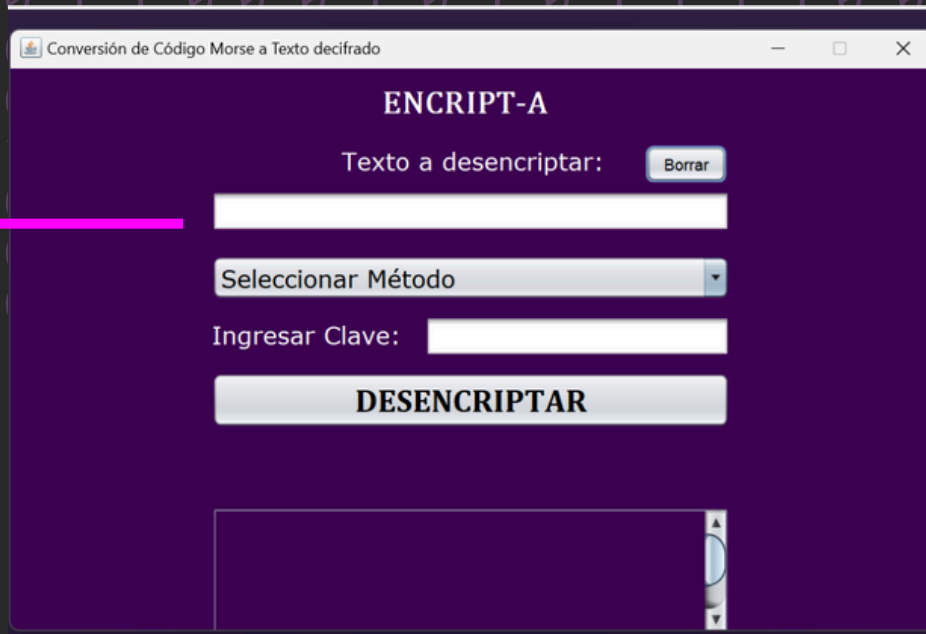 Conversión de Código Morse a Texto decifrado
ENCRIPT-A
Texto a desencriptar:
Borrar
Seleccionar Método
Ingresar Clave:
DESENCRIPTAR